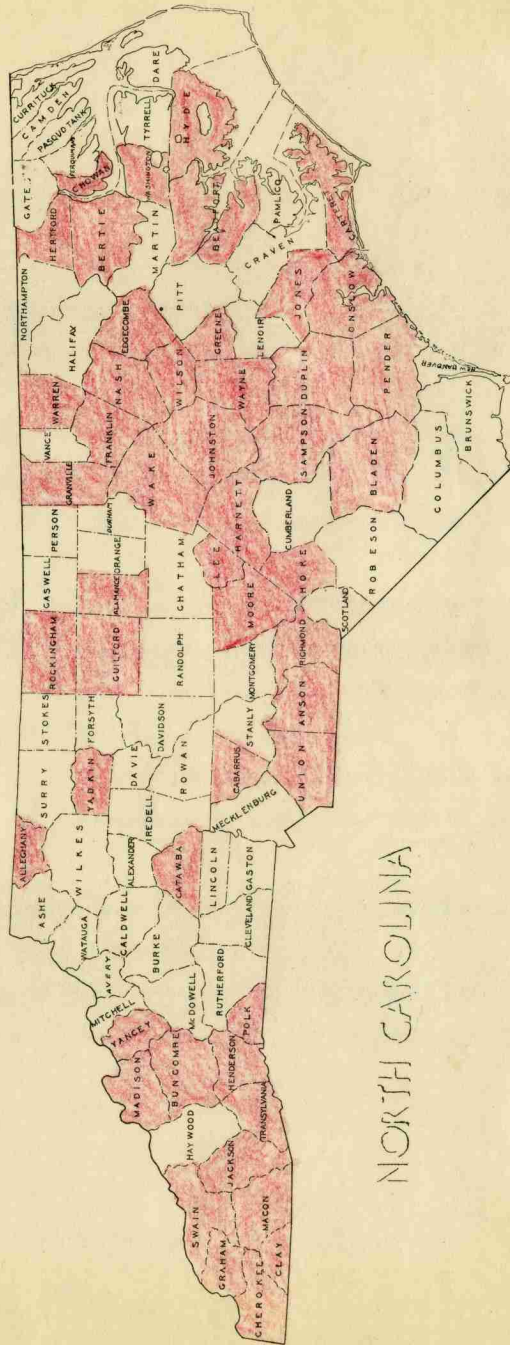 CURRITUCK
CAMDEN
PASQUOTANK
GATES
PERQUIMANS
CHOWAN
HERTFORD
NORTHAMPTON
BERTIE
HALIFAX
WARREN
VANCE
GRANVILLE
PERSON
CASWELL
ROCKINGHAM
STOKES
SURRY
ALLEGHANY
ASHE
WATAUGA
WILKES
YADKIN
FORSYTH
GUILFORD
ALAMANCE
ORANGE
DURHAM
FRANKLIN
NASH
EDGECOMBE
MARTIN
WASHINGTON
TYRRELL
DARE
HYDE
BEAUFORT
PITT
WILSON
WAKE
CHATHAM
RANDOLPH
DAVIDSON
DAVIE
IREDELL
ALEXANDER
CALDWELL
AVERY
MITCHELL
YANCEY
MADISON
BUNCOMBE
McDOWELL
BURKE
CATAWBA
ROWAN
LINCOLN
GASTON
CLEVELAND
RUTHERFORD
POLK
HENDERSON
TRANSYLVANIA
HAYWOOD
JACKSON
SWAIN
GRAHAM
MACON
CHEROKEE
CLAY
MECKLENBURG
CABARRUS
STANLY
MONTGOMERY
MOORE
LEE
HARNETT
JOHNSTON
WAYNE
GREENE
LENOIR
CRAVEN
PAMLICO
CARTERET
JONES
ONSLOW
DUPLIN
SAMPSON
CUMBERLAND
HOKE
RICHMOND
ANSON
UNION
SCOTLAND
ROBESON
BLADEN
PENDER
NEW HANOVER
COLUMBUS
BRUNSWICK
NORTH CAROLINA